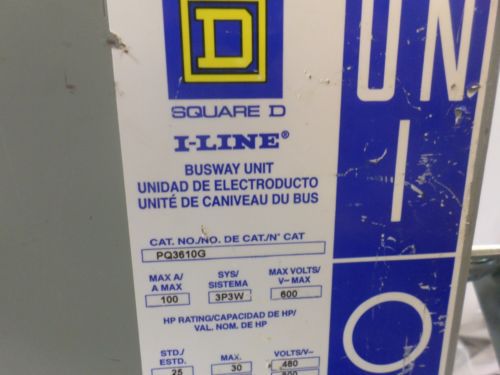 D
SQUARE D
I-LINE®
BUSWAY UNIT
UNIDAD DE ELECTRODUCTO
UNITÉ DE CANIVEAU DU BUS
CAT. NO./NO. DE CAT./N° CAT
PQ3610G
MAX A/ SYS/ MAX VOLTS/
A MAX SISTEMA V~ MAX
100 3P3W 600
HP RATING/CAPACIDAD DE HP/
VAL. NOM. DE HP
STD./ MAX. VOLTS/V~
ESTD.
25 30 480
ON
I
O